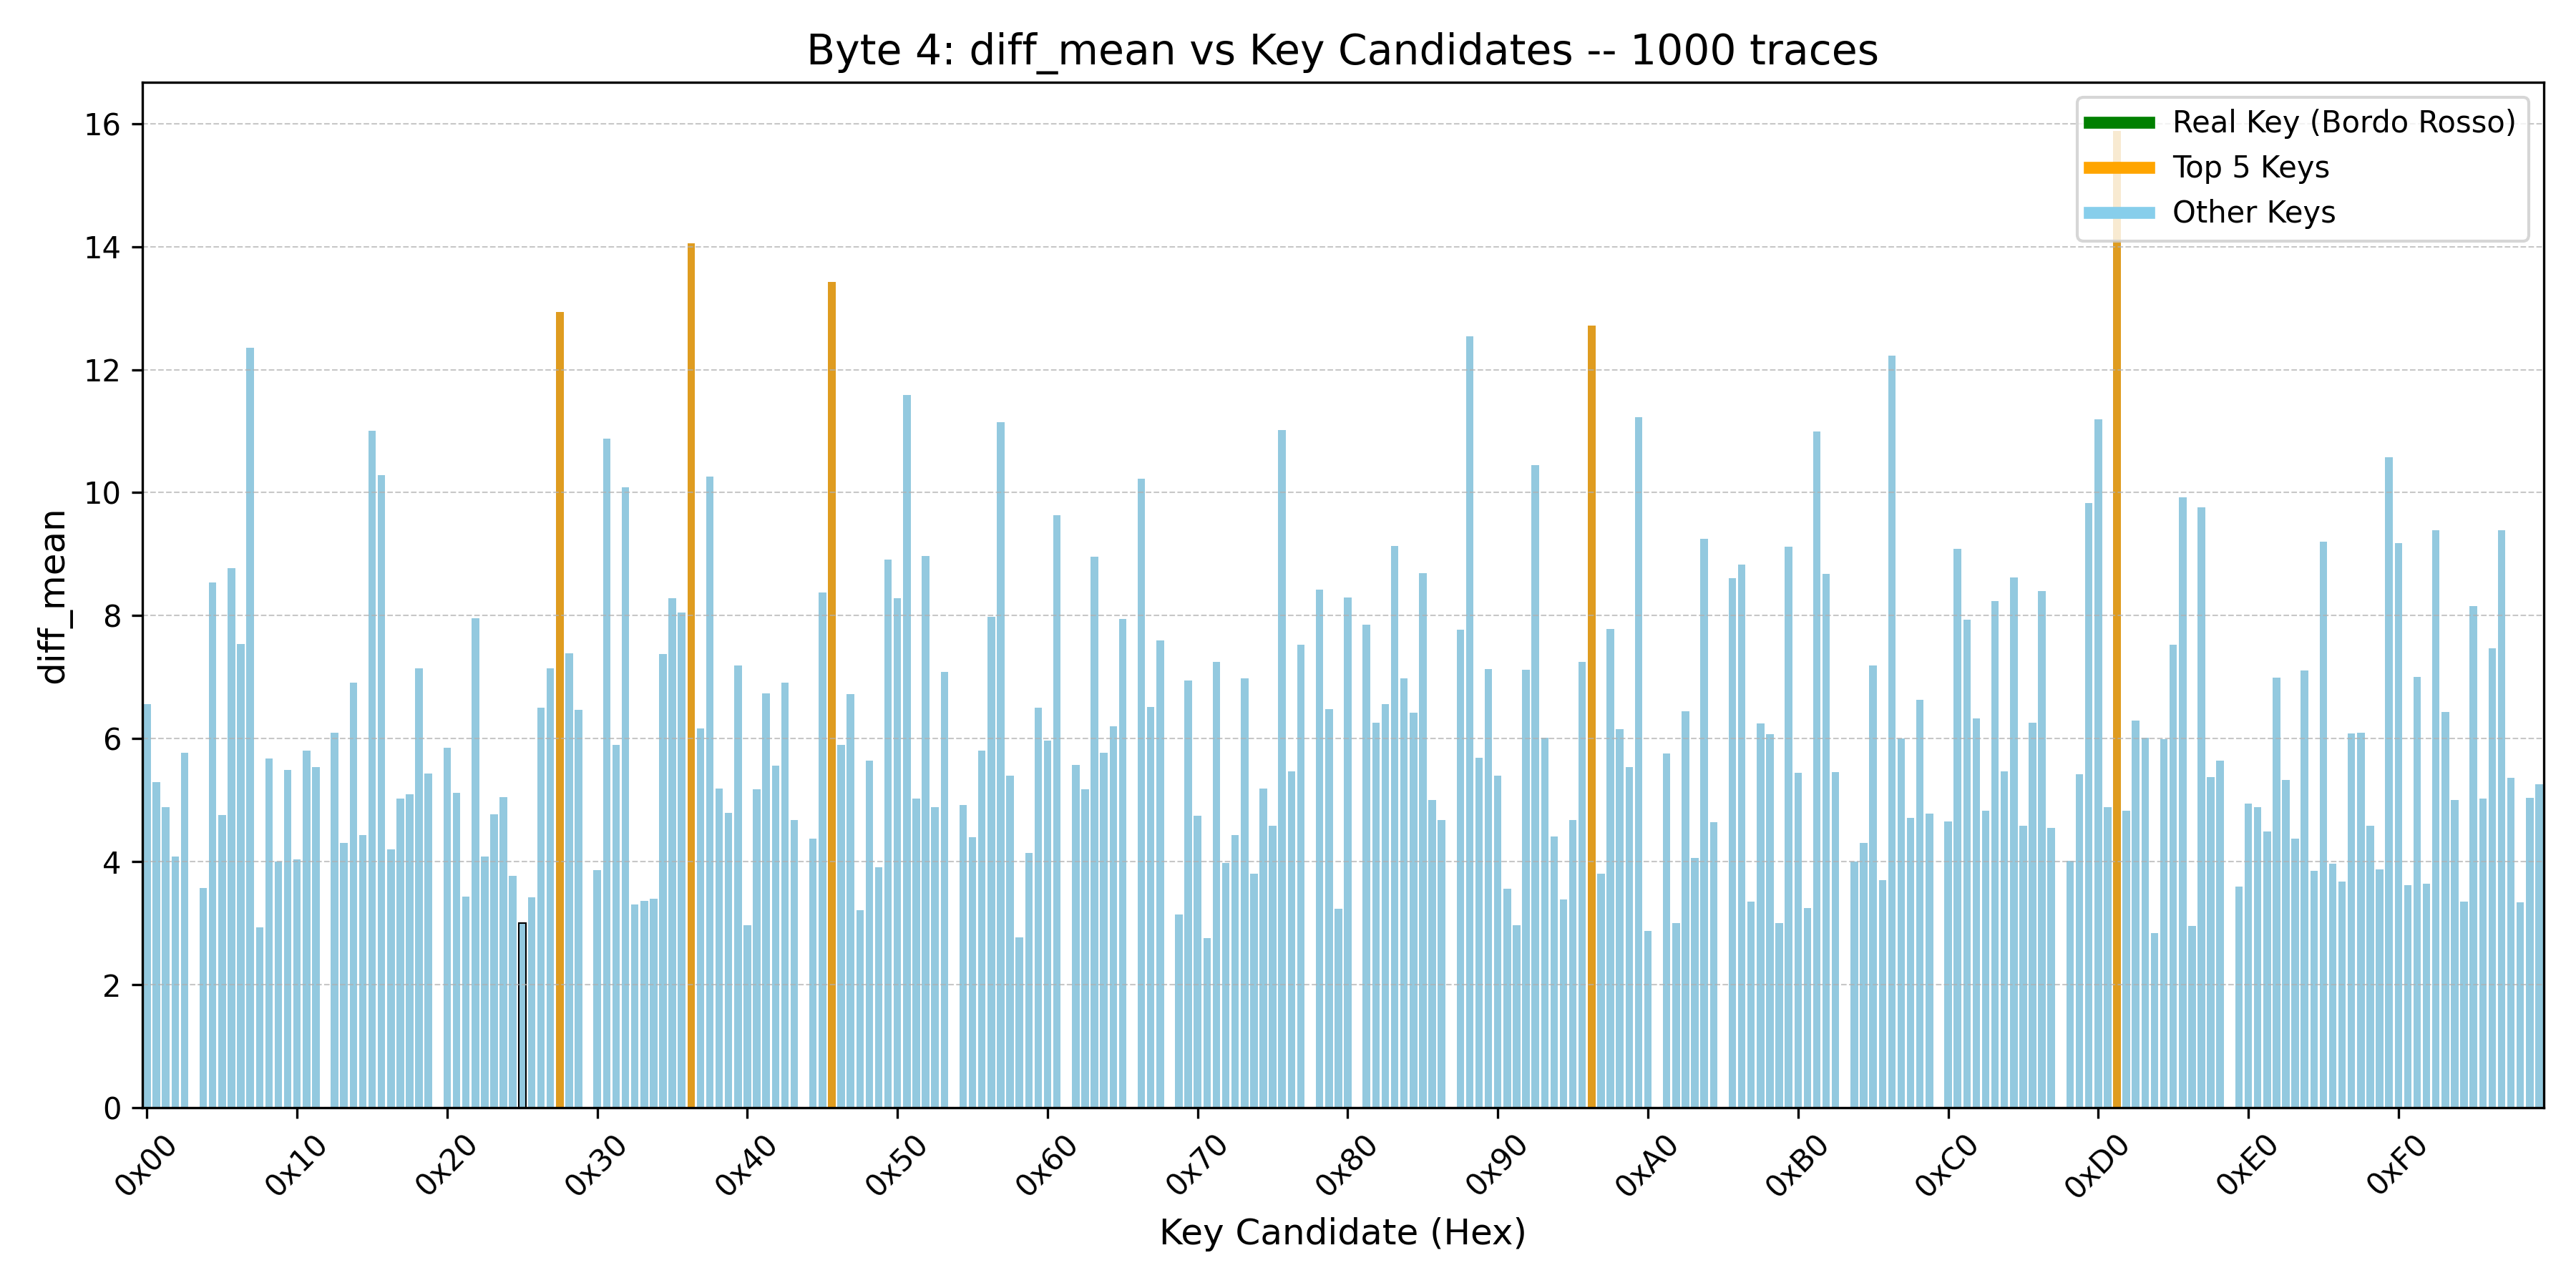 Byte 4: diff_mean vs Key Candidates -- 1000 traces
Real Key (Bordo Rosso)
Top 5 Keys
Other Keys
16
14
12
10
8
6
4
2
0
diff_mean
0x00 0x10 0x20 0x30 0x40 0x50 0x60 0x70 0x80 0x90 0xA0 0xB0 0xC0 0xD0 0xE0 0xF0
Key Candidate (Hex)